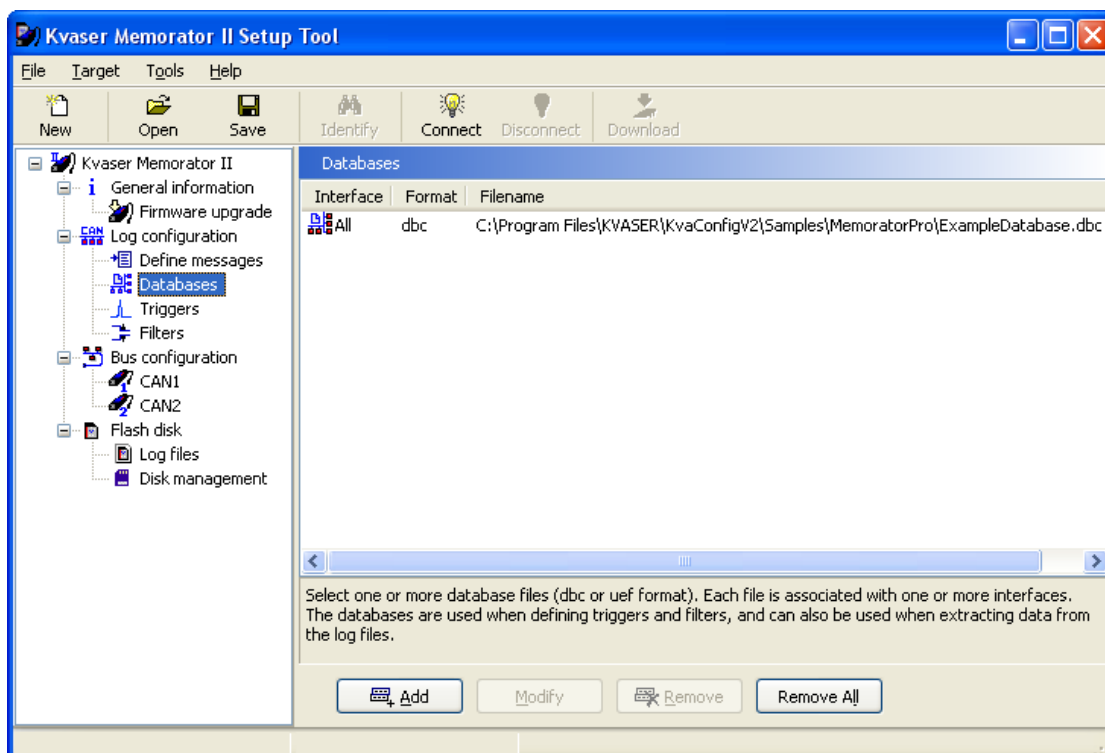 Kvaser Memorator II Setup Tool
File Target Tools Help
New Open Save Identify Connect Disconnect Download
Kvaser Memorator II
General information
Firmware upgrade
Log configuration
Define messages
Databases
Triggers
Filters
Bus configuration
CAN1
CAN2
Flash disk
Log files
Disk management
Databases
Interface Format Filename
All dbc C:\Program Files\KVASER\KvaConfigV2\Samples\MemoratorPro\ExampleDatabase.dbc
Select one or more database files (dbc or uef format). Each file is associated with one or more interfaces.
The databases are used when defining triggers and filters, and can also be used when extracting data from
the log files.
Add Modify Remove Remove All